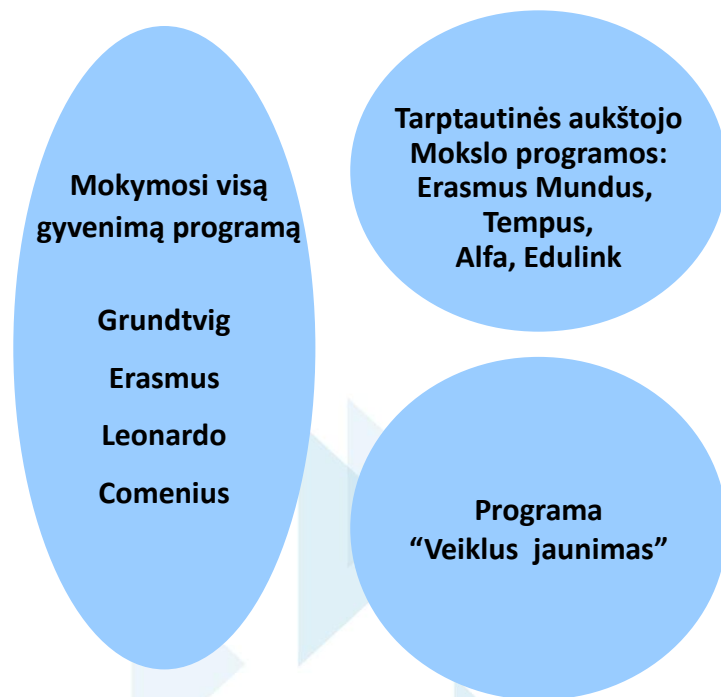 Mokymosi visą
gyvenimą programą
Grundtvig
Erasmus
Leonardo
Comenius
Tarptautinės aukštojo
Mokslo programos:
Erasmus Mundus,
Tempus,
Alfa, Edulink
Programa
“Veiklus jaunimas”